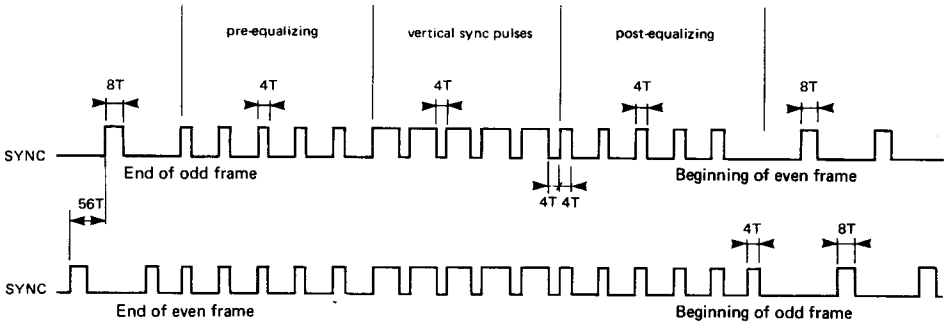 pre-equalizing vertical sync pulses post-equalizing
8T 4T 4T 4T 8T
SYNC
End of odd frame Beginning of even frame
4T 4T
56T
4T 8T
SYNC
End of even frame Beginning of odd frame